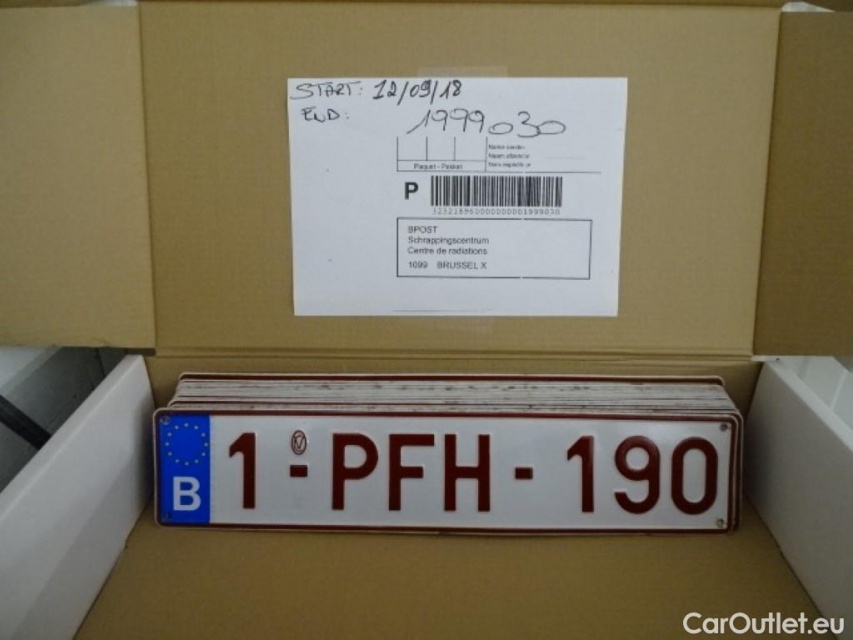 START: 12/09/18
END: 1999030
Paquet - Pakket
P
BPOST
Schrappingscentrum
Centre de radiations
1099 BRUSSEL X
B 1-PFH-190
CarOutlet.eu